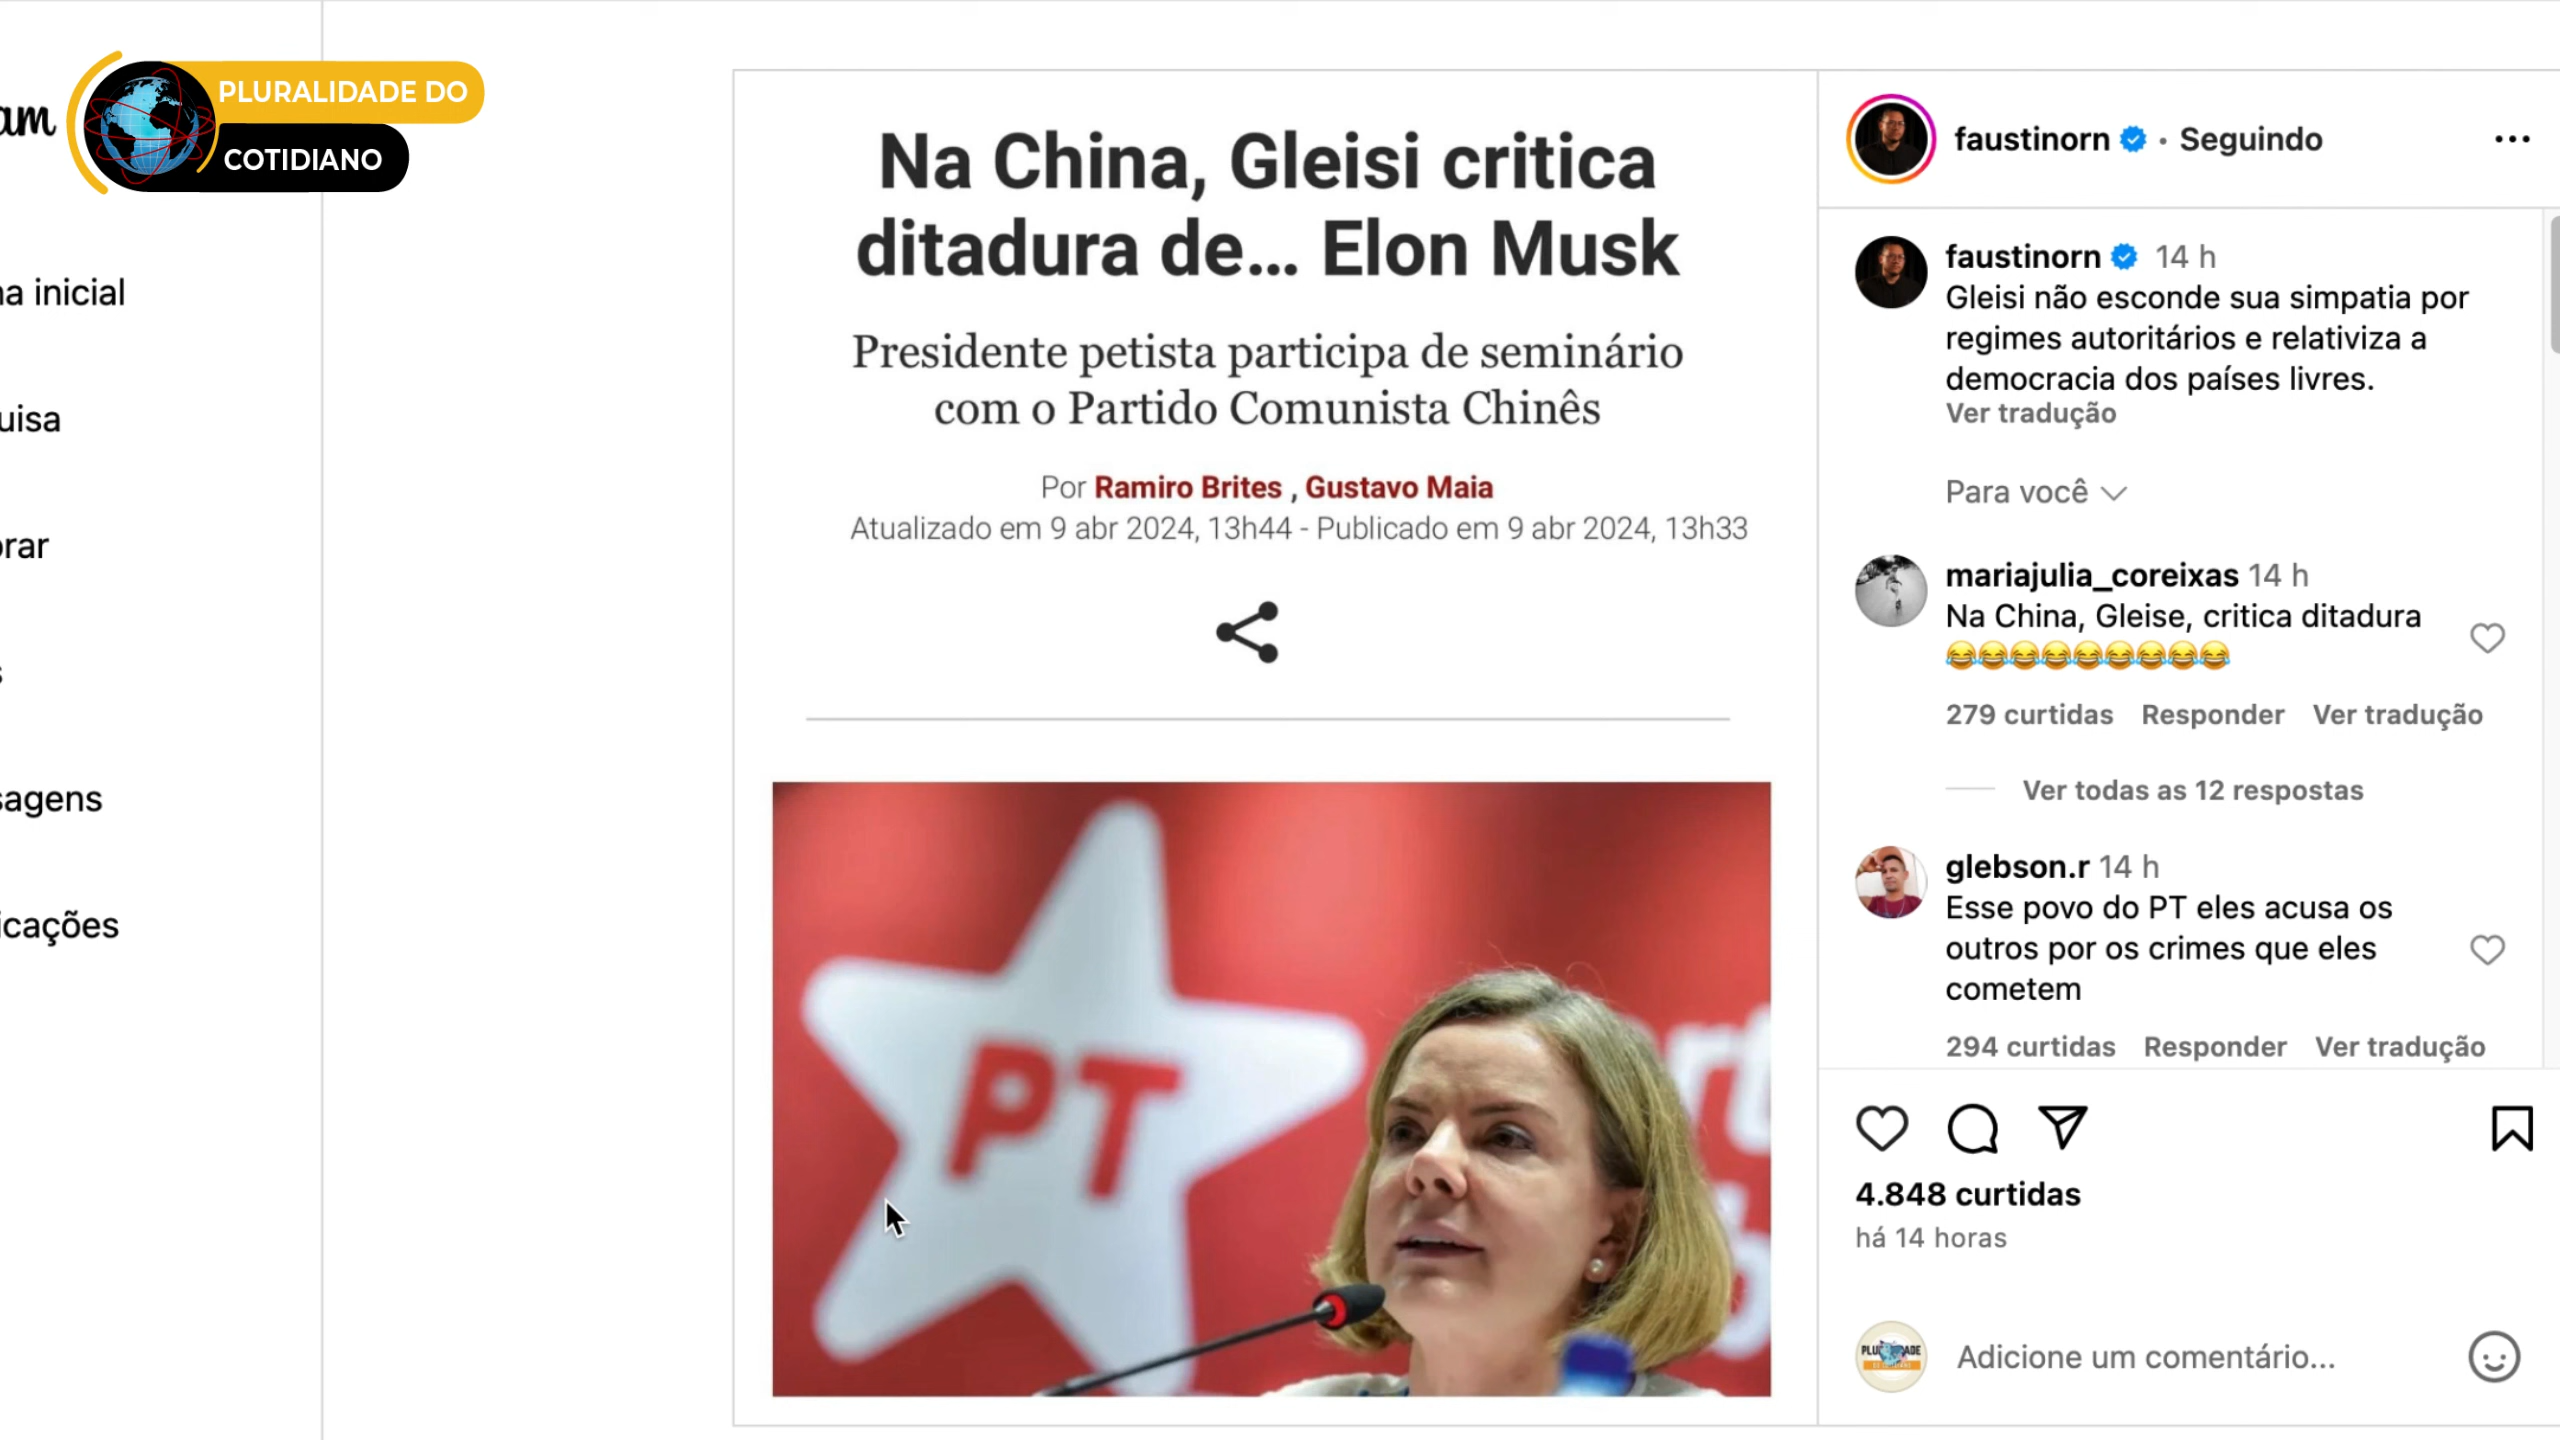 am
PLURALIDADE DO
COTIDIANO
a inicial
uisa
rar
s
sagens
icações
Na China, Gleisi critica
ditadura de... Elon Musk
Presidente petista participa de seminário
com o Partido Comunista Chinês
Por Ramiro Brites , Gustavo Maia
Atualizado em 9 abr 2024, 13h44 - Publicado em 9 abr 2024, 13h33
PT
faustinorn • Seguindo
faustinorn 14 h
Gleisi não esconde sua simpatia por
regimes autoritários e relativiza a
democracia dos países livres.
Ver tradução
Para você
mariajulia_coreixas 14 h
Na China, Gleise, critica ditadura
😂😂😂😂😂😂😂😂😂
279 curtidas Responder Ver tradução
Ver todas as 12 respostas
glebson.r 14 h
Esse povo do PT eles acusa os
outros por os crimes que eles
cometem
294 curtidas Responder Ver tradução
4.848 curtidas
há 14 horas
Adicione um comentário...